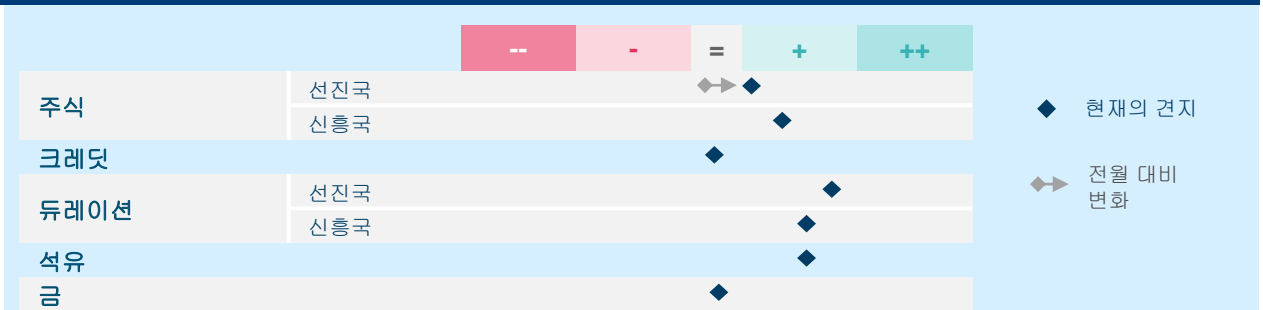 -- - = + ++
주식
선진국
신흥국
크레딧
듀레이션
선진국
신흥국
석유
금
현재의 견지
전월 대비
변화